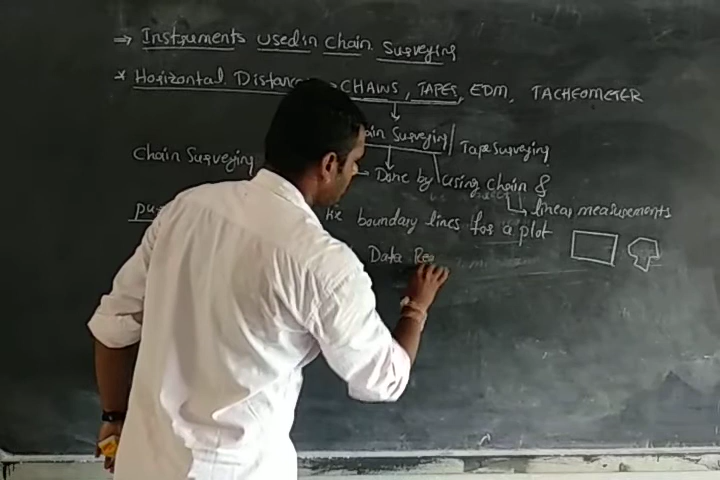 ⇒ Instruments used in Chain Surveying
* Horizontal Distance CHAINS, TAPES, EDM, TACHEOMETER
ain Surveying | Tape surveying
Chain Surveying → Done by using chain &
→ linear measurements
pu boundary lines for a plot
Data Rec